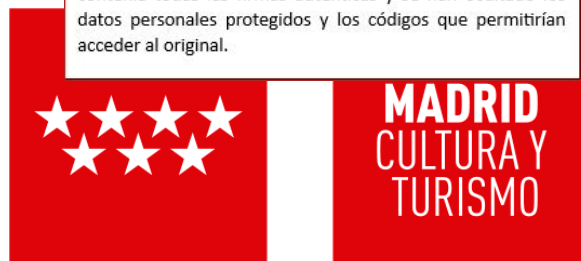 datos personales protegidos y los códigos que permitirían
acceder al original.
MADRID
CULTURA Y
TURISMO